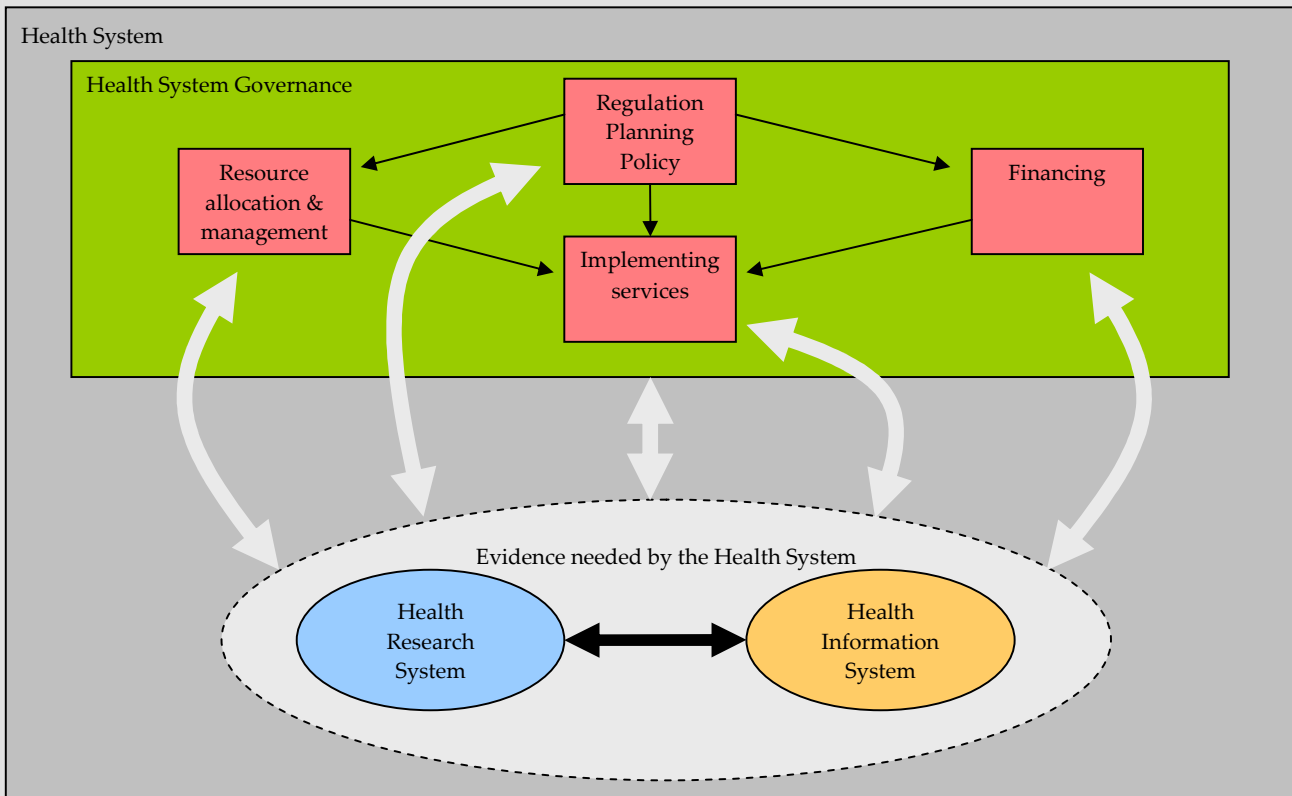 Health System
Health System Governance
Regulation
Planning
Policy
Resource
allocation &
management
Financing
Implementing
services
Evidence needed by the Health System
Health
Research
System
Health
Information
System